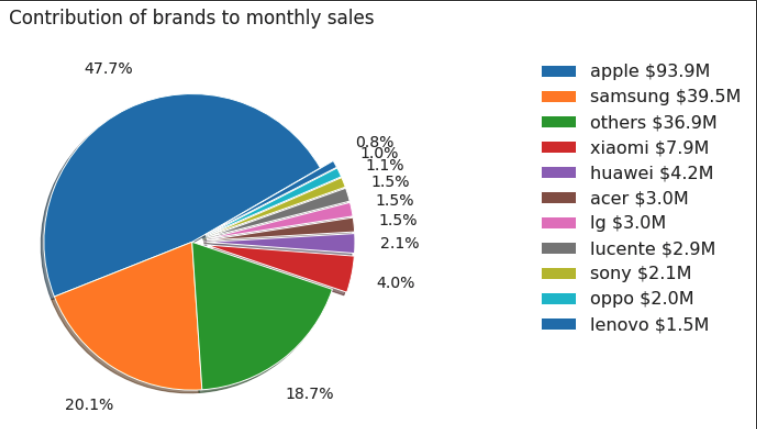 Contribution of brands to monthly sales
47.7%
0.8%
1.0%
1.1%
1.5%
1.5%
1.5%
2.1%
4.0%
18.7%
20.1%
apple $93.9M
samsung $39.5M
others $36.9M
xiaomi $7.9M
huawei $4.2M
acer $3.0M
lg $3.0M
lucente $2.9M
sony $2.1M
oppo $2.0M
lenovo $1.5M